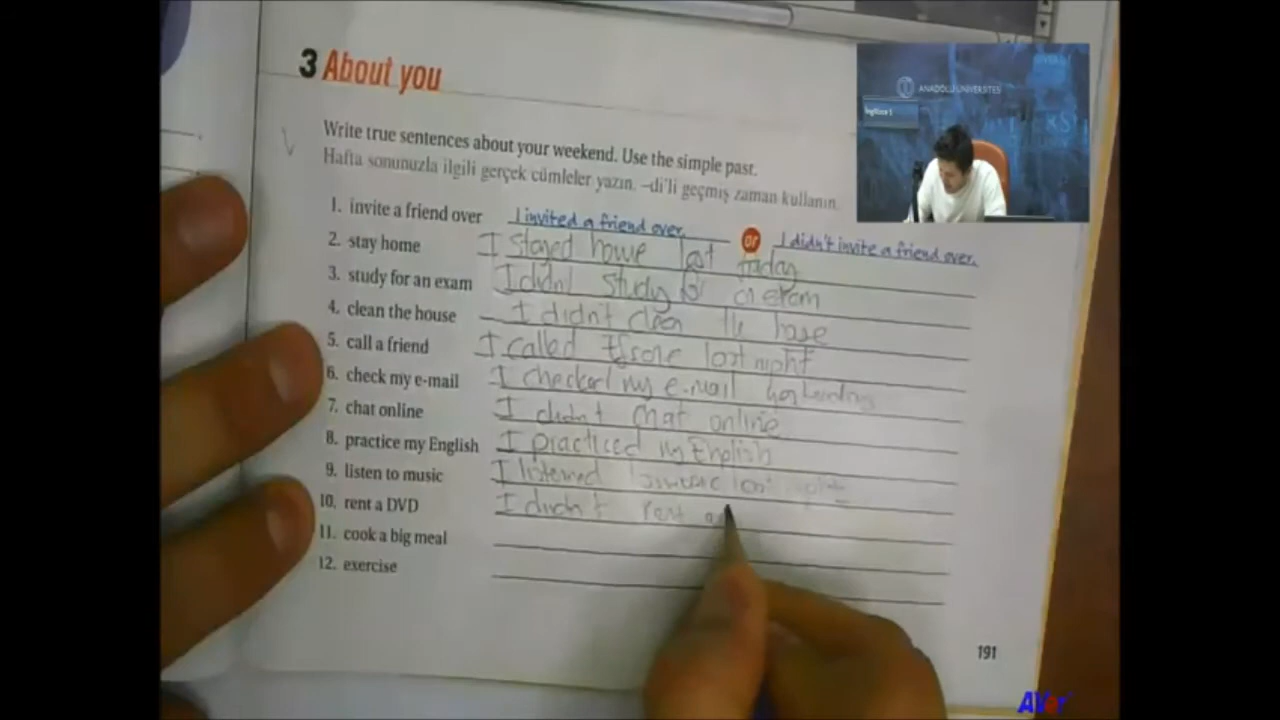 3 About you
Write true sentences about your weekend. Use the simple past.
Hafta sonunuzla ilgili gerçek cümleler yazın. –di'li geçmiş zaman kullanın.
1. invite a friend over I invited a friend over. or I didn't invite a friend over.
2. stay home I stayed home last friday
3. study for an exam I didn't study for an exam
4. clean the house I didn't clean the house
5. call a friend I called last night
6. check my e-mail I checked my e-mail
7. chat online I didn't chat online
8. practice my English I practiced my English
9. listen to music I listened
10. rent a DVD I didn't rent a
11. cook a big meal
12. exercise
191
ANADOLU ÜNİVERSİTES
İngilizce I
AVer